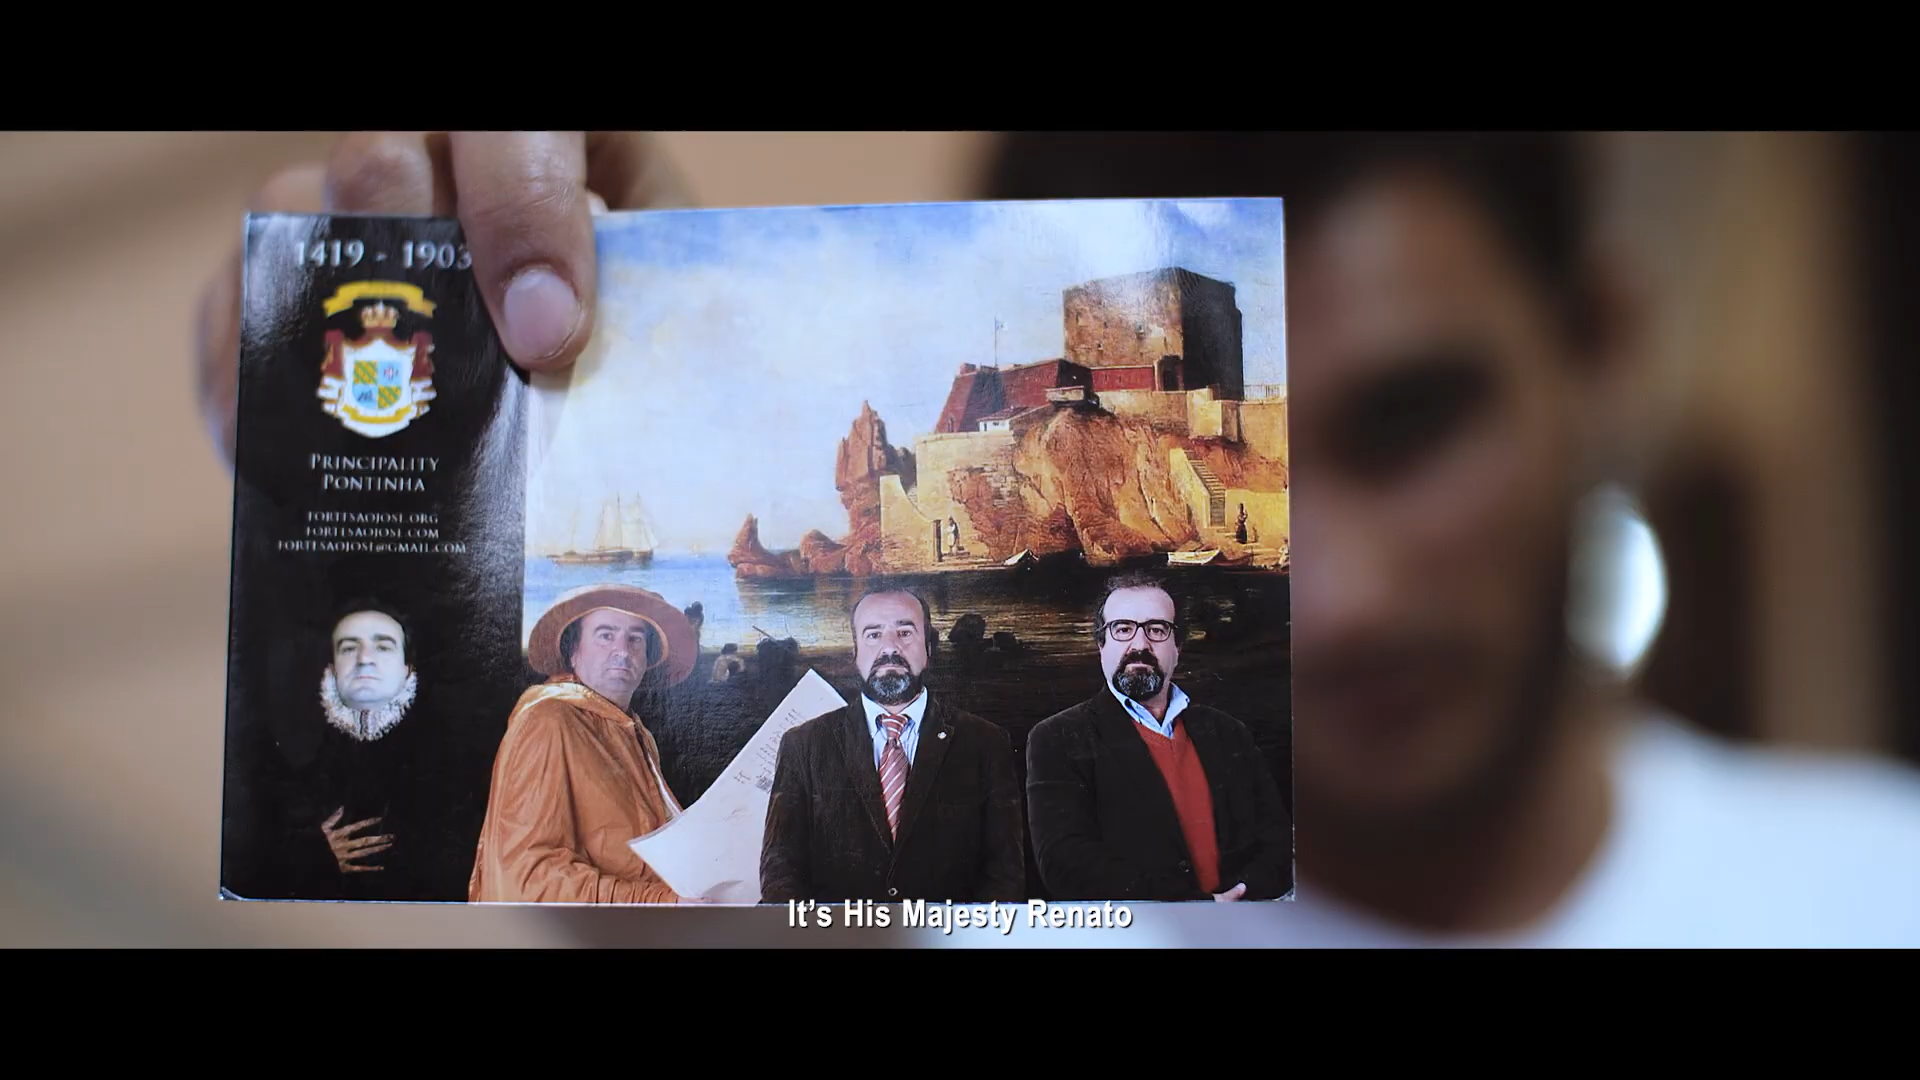 1419 - 1903
PRINCIPALITY
PONTINHA
FORTESAOJOSE.ORG
FORTESAOJOSE.COM
FORTESAOJOSE@GMAIL.COM
It's His Majesty Renato